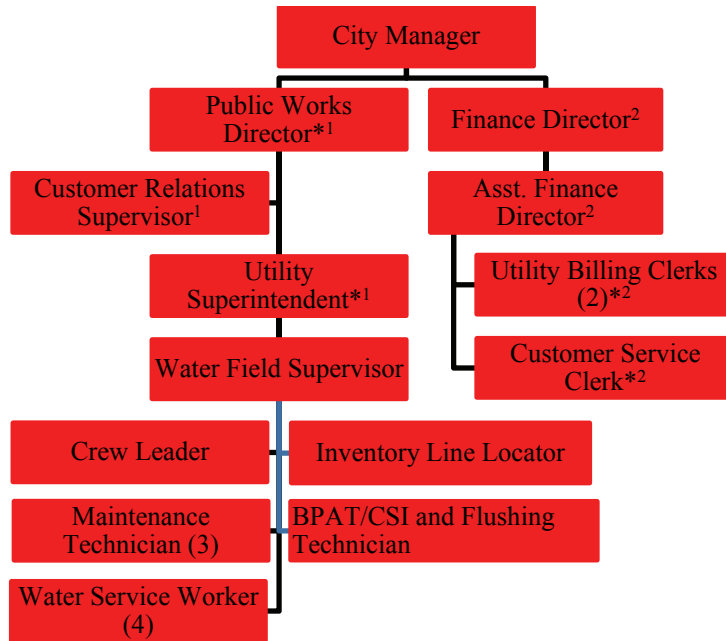 City Manager
Public Works
Director*¹
Finance Director²
Customer Relations
Supervisor¹
Asst. Finance
Director²
Utility
Superintendent*¹
Utility Billing Clerks
(2)*²
Water Field Supervisor
Customer Service
Clerk*²
Crew Leader
Inventory Line Locator
Maintenance
Technician (3)
BPAT/CSI and Flushing
Technician
Water Service Worker
(4)